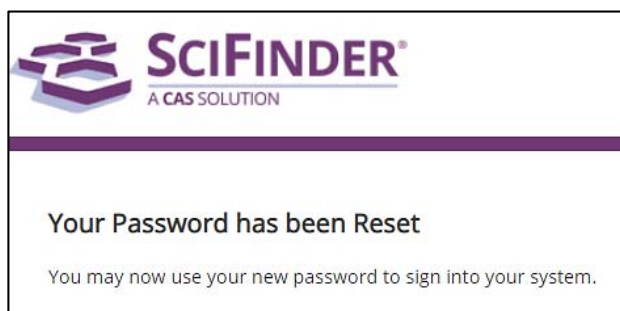 SCIFINDER®
A CAS SOLUTION
Your Password has been Reset
You may now use your new password to sign into your system.